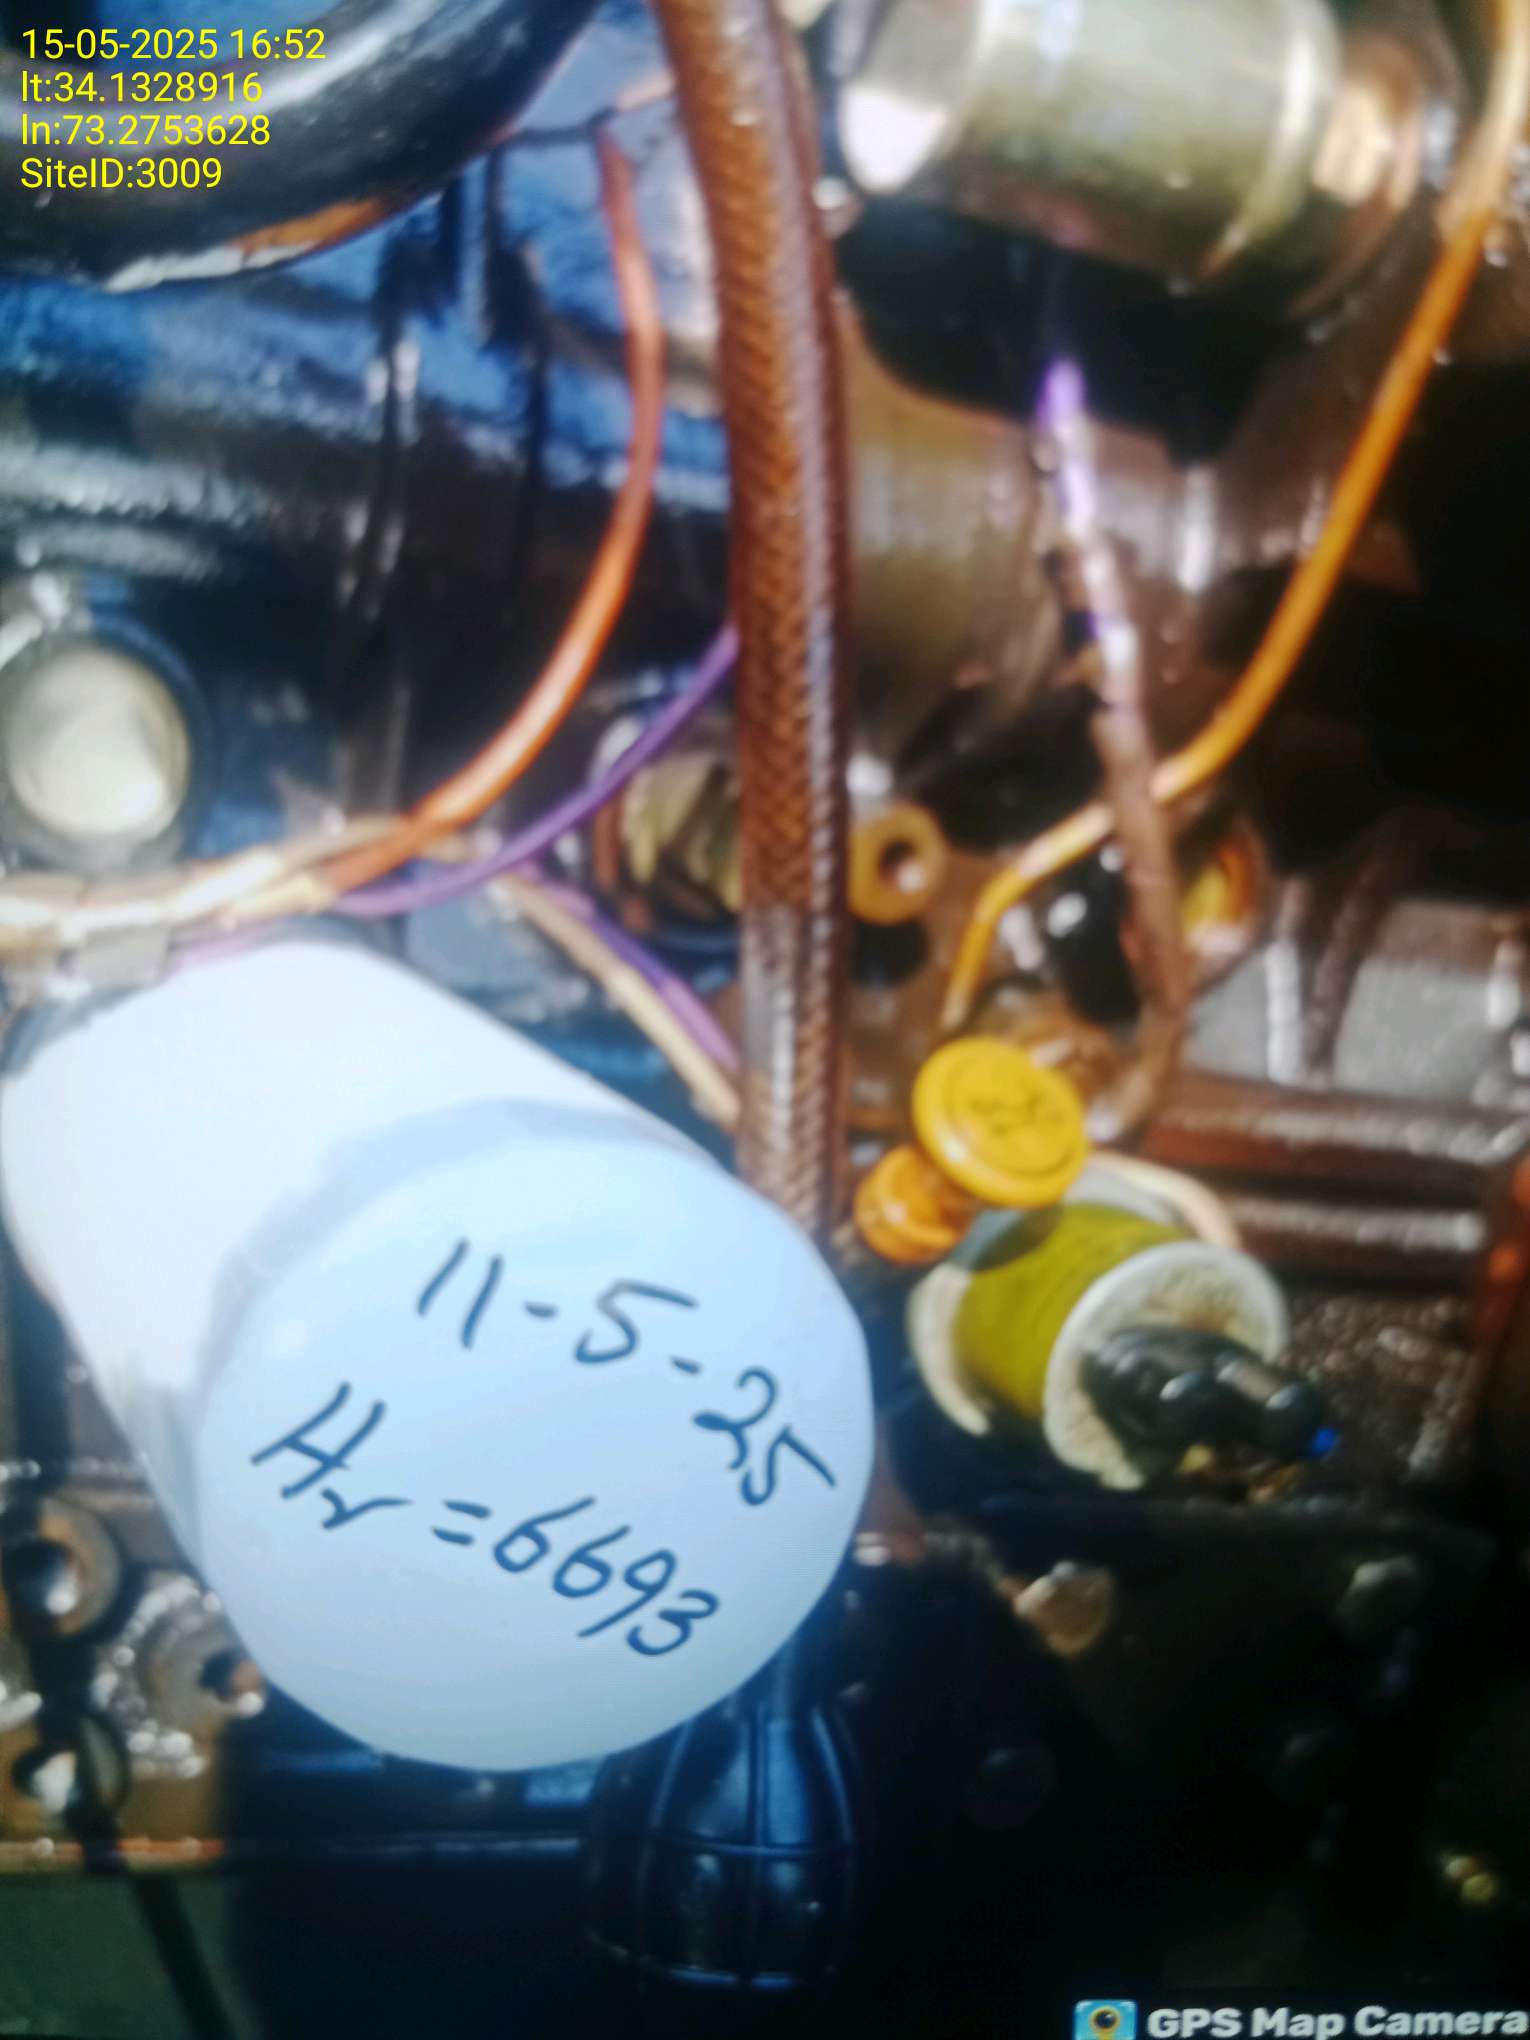 15-05-2025 16:52
lt:34.1328916
ln:73.2753628
SiteID:3009
11-5-25
Hr=6693
GPS Map Camera